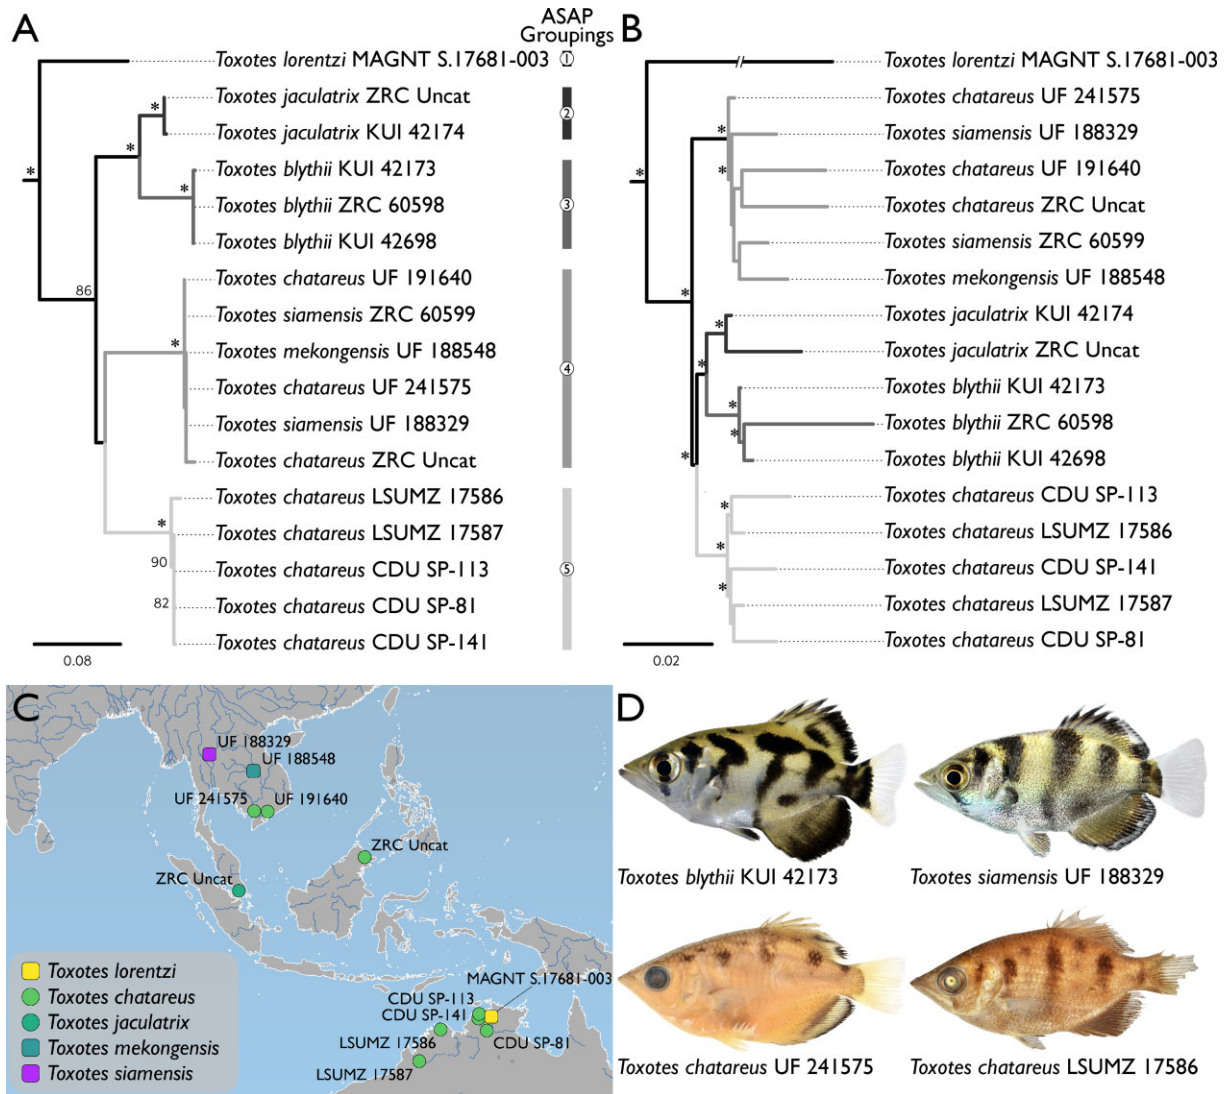 A
ASAP
Groupings
Toxotes lorentzi MAGNT S.17681-003
1
Toxotes jaculatrix ZRC Uncat
2
Toxotes jaculatrix KUI 42174
Toxotes blythii KUI 42173
Toxotes blythii ZRC 60598
3
Toxotes blythii KUI 42698
Toxotes chatareus UF 191640
Toxotes siamensis ZRC 60599
Toxotes mekongensis UF 188548
4
Toxotes chatareus UF 241575
Toxotes siamensis UF 188329
Toxotes chatareus ZRC Uncat
Toxotes chatareus LSUMZ 17586
Toxotes chatareus LSUMZ 17587
Toxotes chatareus CDU SP-113
5
Toxotes chatareus CDU SP-81
Toxotes chatareus CDU SP-141
*
*
*
*
86
*
*
90
82
0.08
B
Toxotes lorentzi MAGNT S.17681-003
Toxotes chatareus UF 241575
Toxotes siamensis UF 188329
Toxotes chatareus UF 191640
Toxotes chatareus ZRC Uncat
Toxotes siamensis ZRC 60599
Toxotes mekongensis UF 188548
Toxotes jaculatrix KUI 42174
Toxotes jaculatrix ZRC Uncat
Toxotes blythii KUI 42173
Toxotes blythii ZRC 60598
Toxotes blythii KUI 42698
Toxotes chatareus CDU SP-113
Toxotes chatareus LSUMZ 17586
Toxotes chatareus CDU SP-141
Toxotes chatareus LSUMZ 17587
Toxotes chatareus CDU SP-81
*
*
*
*
*
*
*
*
*
*
*
*
0.02
C
UF 188329
UF 188548
UF 241575
UF 191640
ZRC Uncat
ZRC Uncat
MAGNT S.17681-003
CDU SP-113
CDU SP-141
LSUMZ 17586
CDU SP-81
LSUMZ 17587
Toxotes lorentzi
Toxotes chatareus
Toxotes jaculatrix
Toxotes mekongensis
Toxotes siamensis
D
Toxotes blythii KUI 42173
Toxotes siamensis UF 188329
Toxotes chatareus UF 241575
Toxotes chatareus LSUMZ 17586